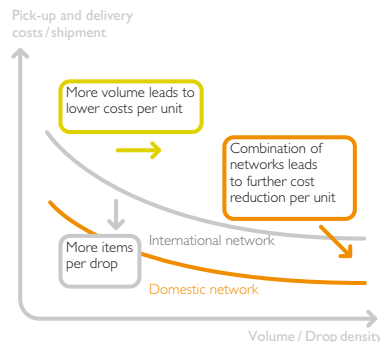 Pick-up and delivery
costs / shipment
More volume leads to
lower costs per unit
Combination of
networks leads
to further cost
reduction per unit
More items
per drop
International network
Domestic network
Volume / Drop density